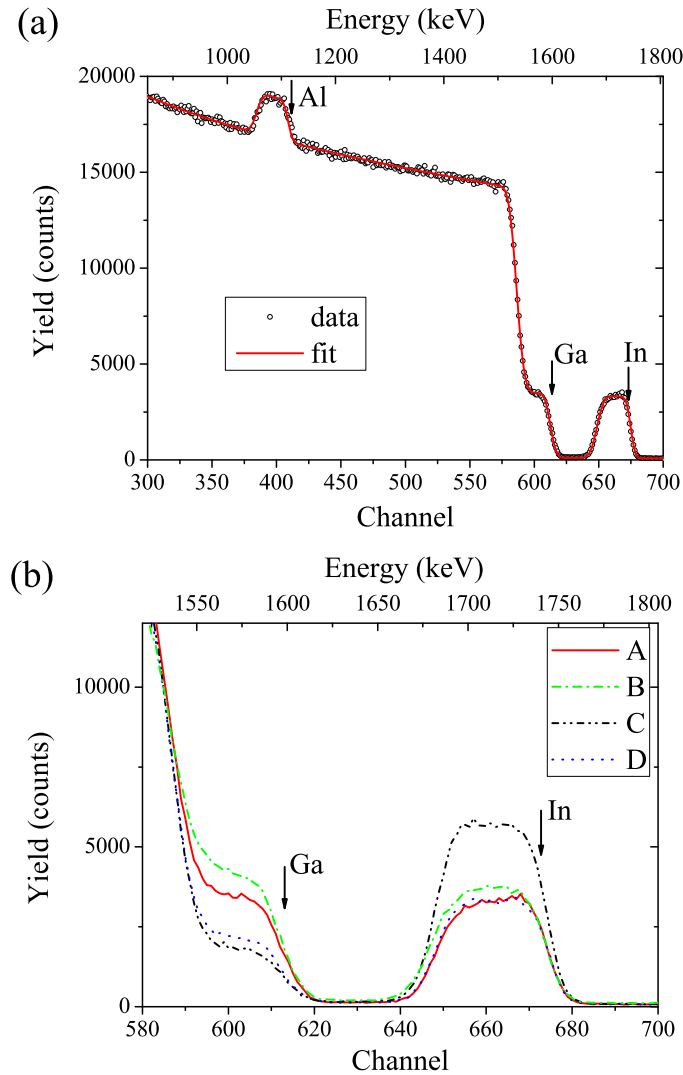 (a)
Energy (keV)
1000 1200 1400 1600 1800
20000
15000
10000
5000
0
Yield (counts)
Al
data
fit
Ga
In
300 350 400 450 500 550 600 650 700
Channel
(b)
Energy (keV)
1550 1600 1650 1700 1750 1800
10000
5000
0
Yield (counts)
A
B
C
D
Ga
In
580 600 620 640 660 680 700
Channel